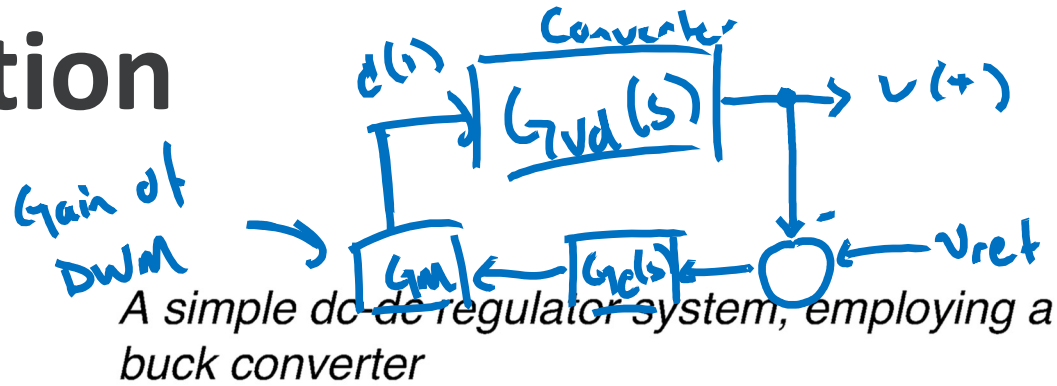 tion
Converter
d(s)
Gvd(s)
v(t)
Gain of
PWM
GM
Gc(s)
-
Vref
A simple dc-dc regulator system, employing a
buck converter